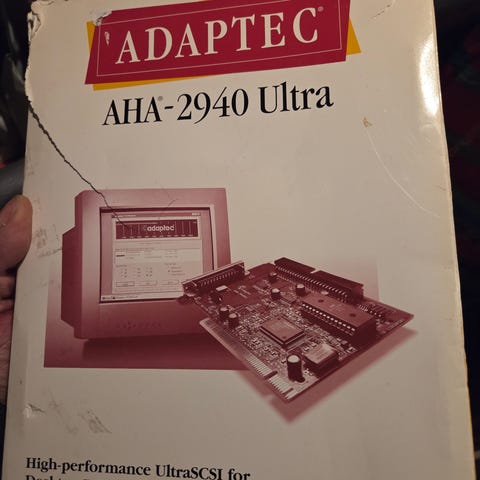 ADAPTEC®
AHA®-2940 Ultra
adaptec
High-performance UltraSCSI for